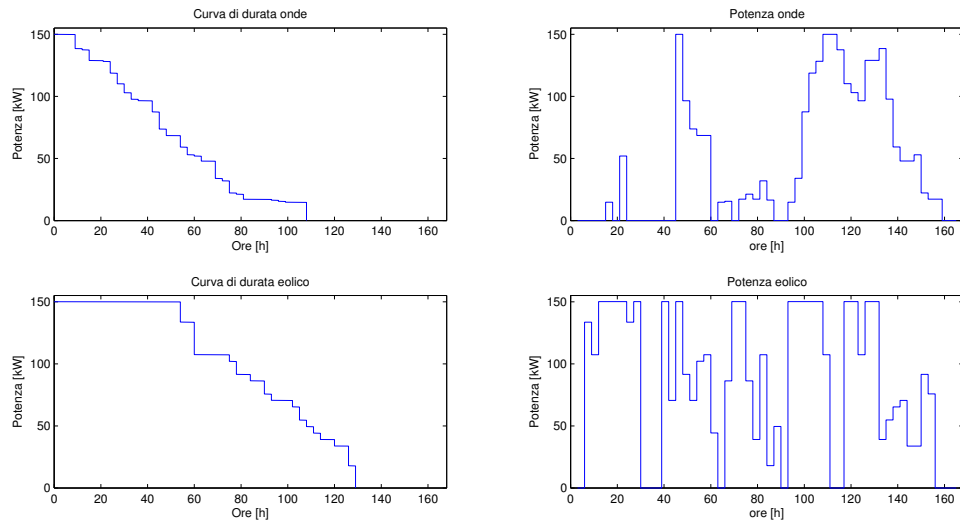 Curva di durata onde
Potenza [kW]
150
100
50
0
0 20 40 60 80 100 120 140 160
Ore [h]
Potenza onde
Potenza [kW]
150
100
50
0
0 20 40 60 80 100 120 140 160
ore [h]
Curva di durata eolico
Potenza [kW]
150
100
50
0
0 20 40 60 80 100 120 140 160
Ore [h]
Potenza eolico
Potenza [kW]
150
100
50
0
0 20 40 60 80 100 120 140 160
ore [h]